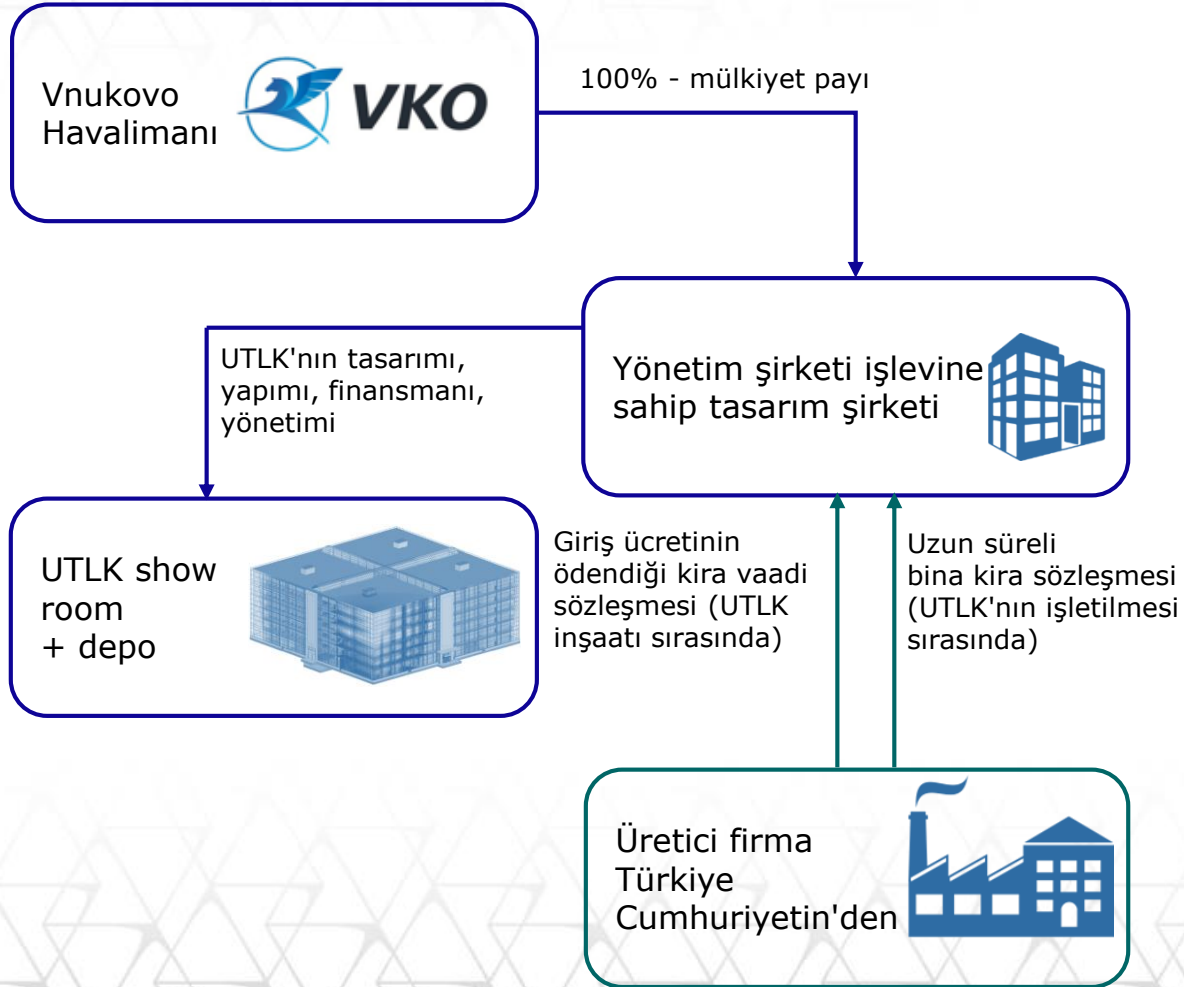 Vnukovo
Havalimanı
VKO
100% - mülkiyet payı
UTLK'nın tasarımı,
yapımı, finansmanı,
yönetimi
Yönetim şirketi işlevine
sahip tasarım şirketi
UTLK show
room
+ depo
Giriş ücretinin
ödendiği kira vaadi
sözleşmesi (UTLK
inşaatı sırasında)
Uzun süreli
bina kira sözleşmesi
(UTLK'nın işletilmesi
sırasında)
Üretici firma
Türkiye
Cumhuriyetin'den